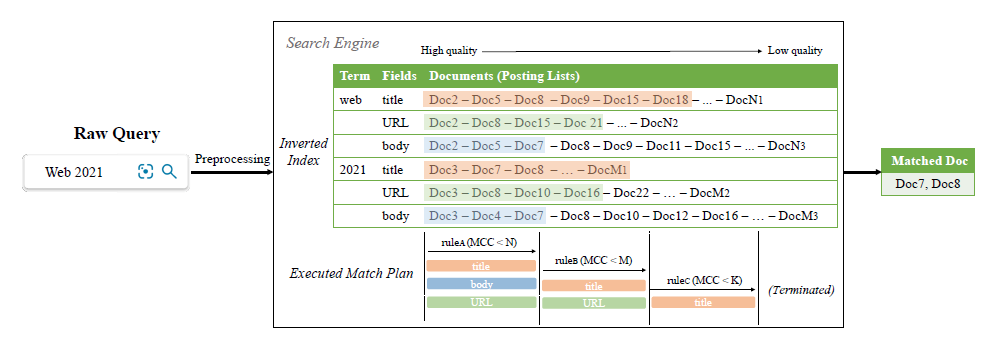 Search Engine
High quality
Low quality
Term Fields Documents (Posting Lists)
web title Doc2 – Doc5 – Doc8 – Doc9 – Doc15 – Doc18 – ... – DocN1
URL Doc2 – Doc8 – Doc15 – Doc 21 – ... – DocN2
body Doc2 – Doc5 – Doc7 – Doc8 – Doc9 – Doc11 – Doc15 – ... – DocN3
2021 title Doc3 – Doc7 – Doc8 – ... – DocM1
URL Doc3 – Doc8 – Doc10 – Doc16 – Doc22 – ... – DocM2
body Doc3 – Doc4 – Doc7 – Doc8 – Doc10 – Doc12 – Doc16 – ... – DocM3
Raw Query
Web 2021
Preprocessing
Inverted
Index
Matched Doc
Doc7, Doc8
Executed Match Plan
ruleA (MCC < N)
title
body
URL
ruleB (MCC < M)
title
URL
ruleC (MCC < K)
title
(Terminated)